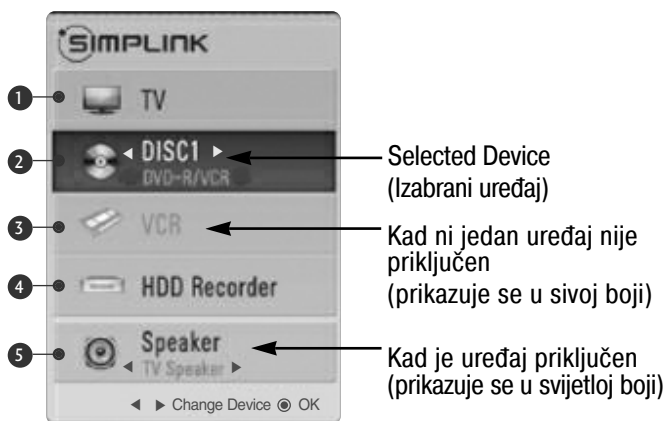 SIMPLINK
1 TV
2 ◄ DISC1 ►
DVD-R/VCR
Selected Device
(Izabrani uređaj)
3 VCR
Kad ni jedan uređaj nije
priključen
(prikazuje se u sivoj boji)
4 HDD Recorder
5 Speaker
◄ TV Speaker ►
Kad je uređaj priključen
(prikazuje se u svijetloj boji)
◄ ► Change Device ◉ OK